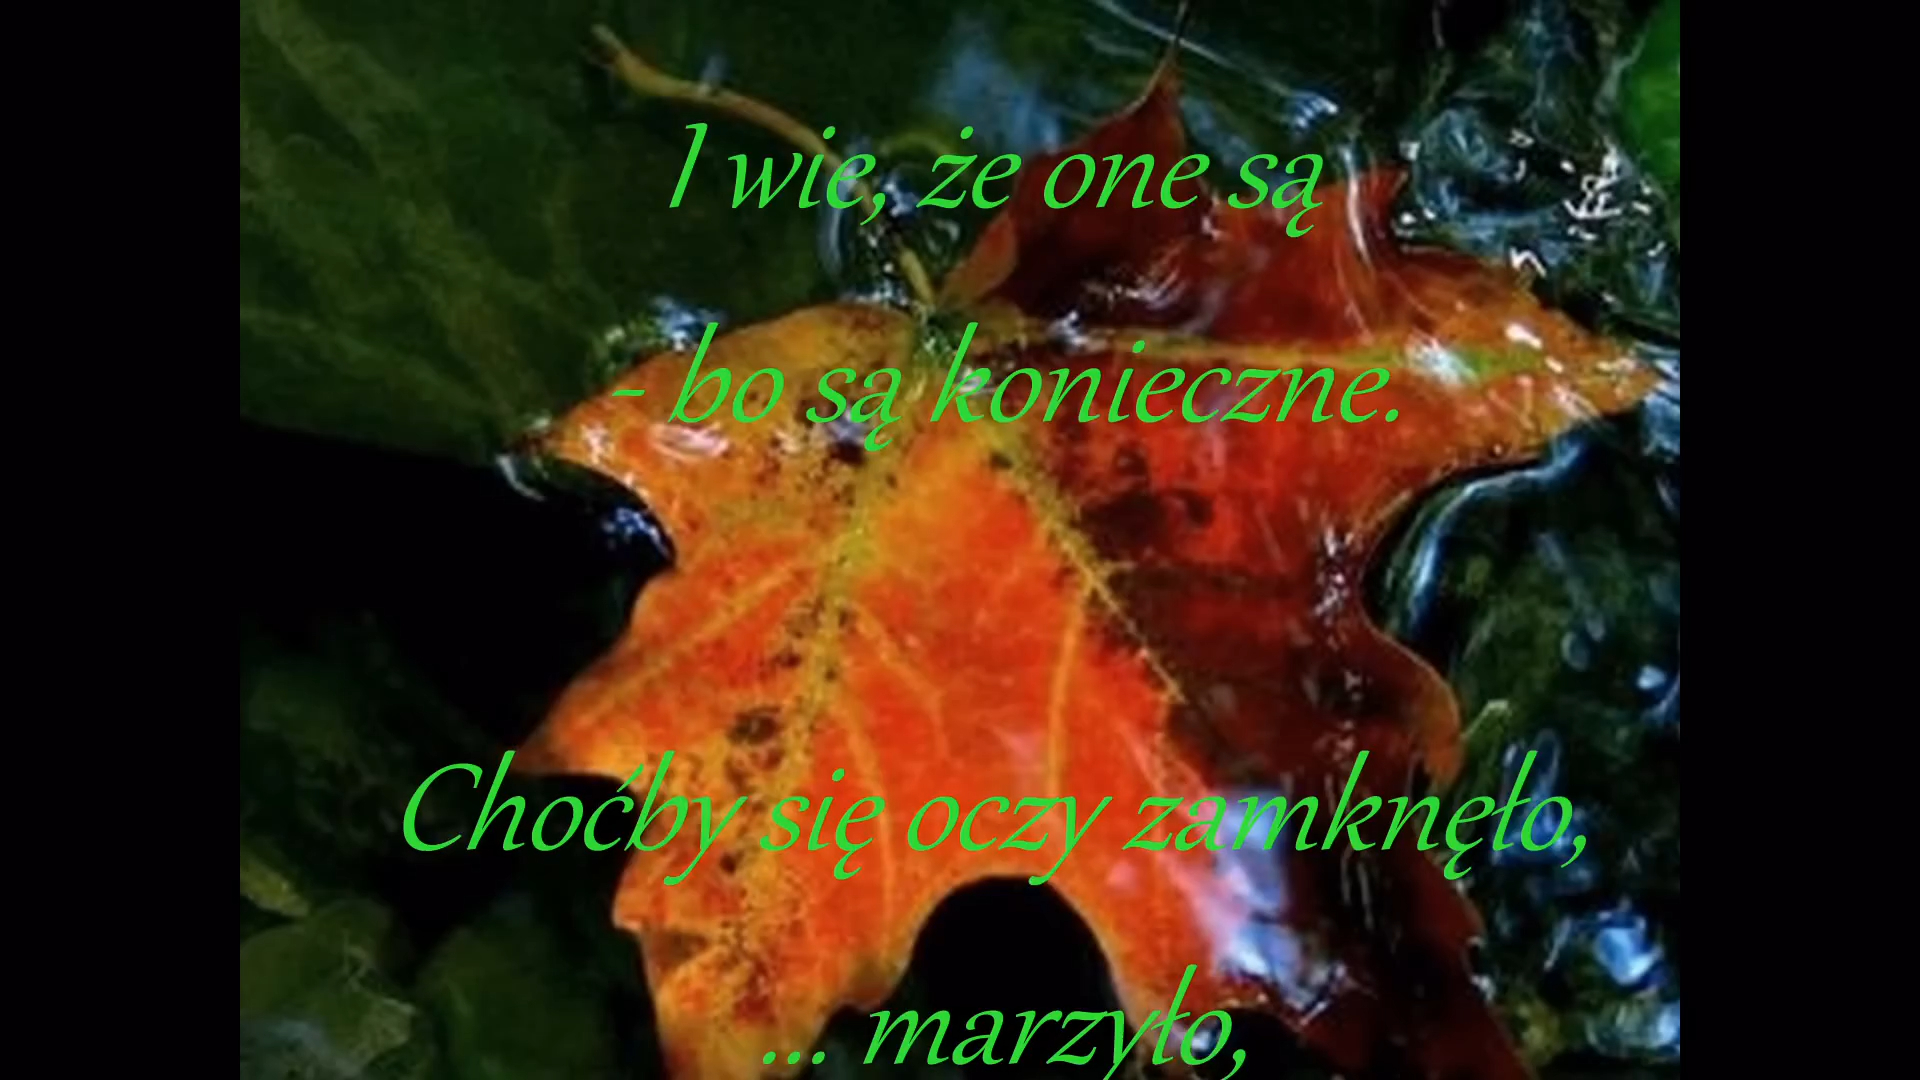 I wie, że one są
- bo są konieczne.
Choćby się oczy zamknęło,
... marzyło,